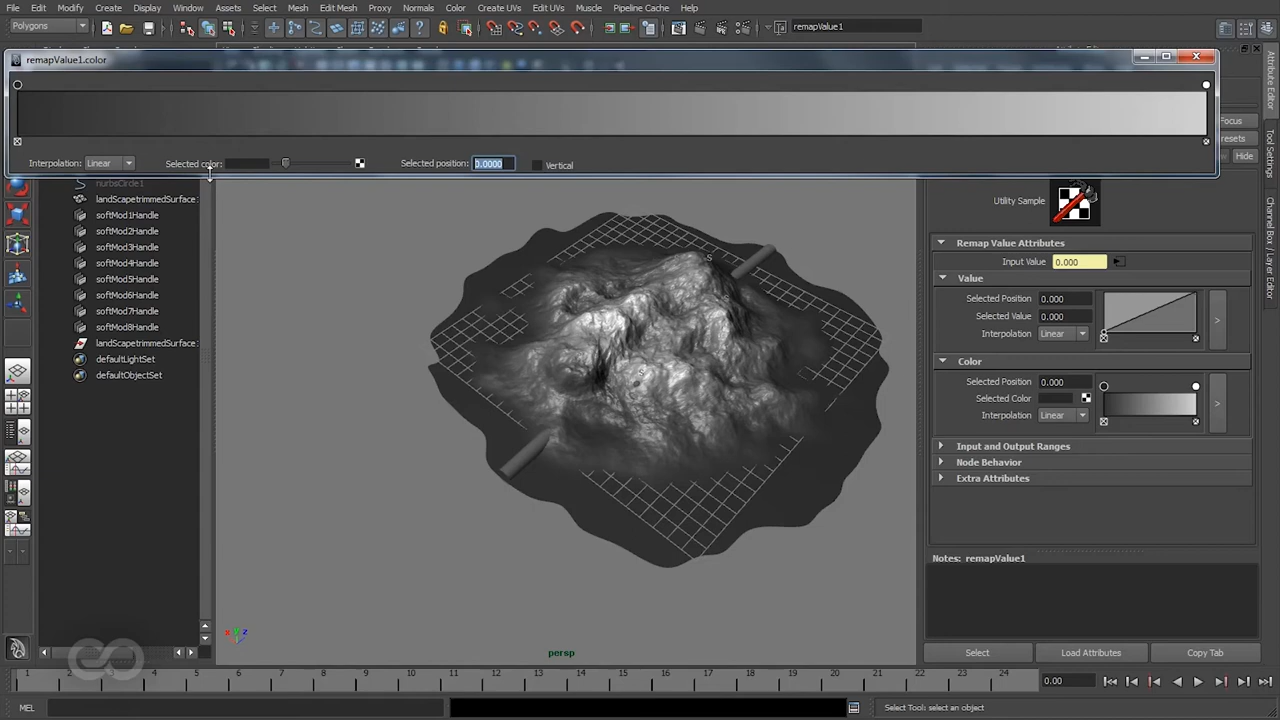 File Modify Create Display Window Assets Select Mesh Edit Mesh Proxy Normals Color Create UVs Edit UVs Muscle Pipeline Cache Help
Polygons
remapValue1
remapValue1.color
Interpolation: Linear Selected color: Selected position: 0.0000 Vertical
Focus
Presets
Hide
nurbsCircle1
landScapetrimmedSurface:
softMod1Handle
softMod2Handle
softMod3Handle
softMod4Handle
softMod5Handle
softMod6Handle
softMod7Handle
softMod8Handle
landScapetrimmedSurface:
defaultLightSet
defaultObjectSet
S
persp
Utility Sample
Remap Value Attributes
Input Value 0.000
Value
Selected Position 0.000
Selected Value 0.000
Interpolation Linear
Color
Selected Position 0.000
Selected Color
Interpolation Linear
Input and Output Ranges
Node Behavior
Extra Attributes
Notes: remapValue1
Select Load Attributes Copy Tab
Attribute Editor
Tool Settings
Channel Box / Layer Editor
1 2 3 4 5 6 7 8 9 10 11 12 13 14 15 16 17 18 19 20 21 22 23 24 0.00
MEL Select Tool: select an object